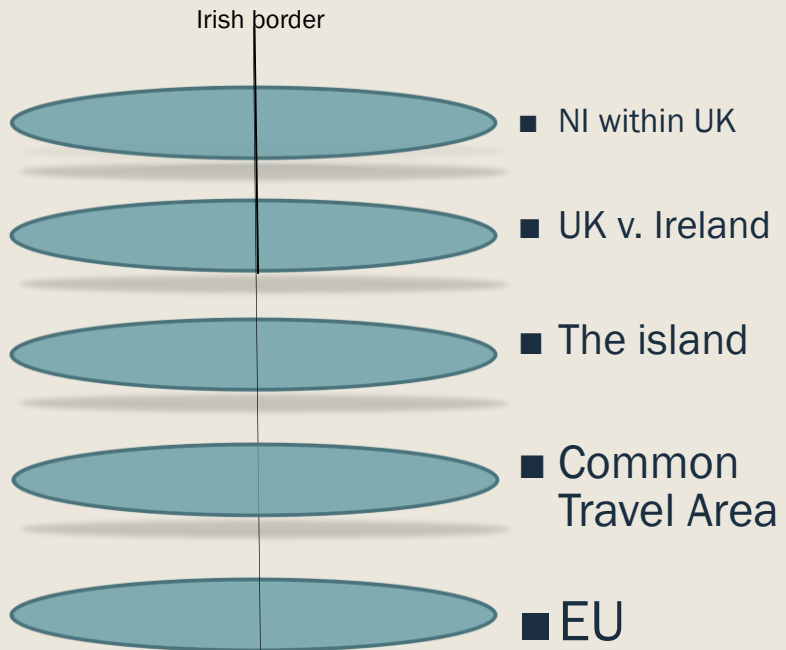 Irish border
■ NI within UK
■ UK v. Ireland
■ The island
■ Common
Travel Area
■ EU